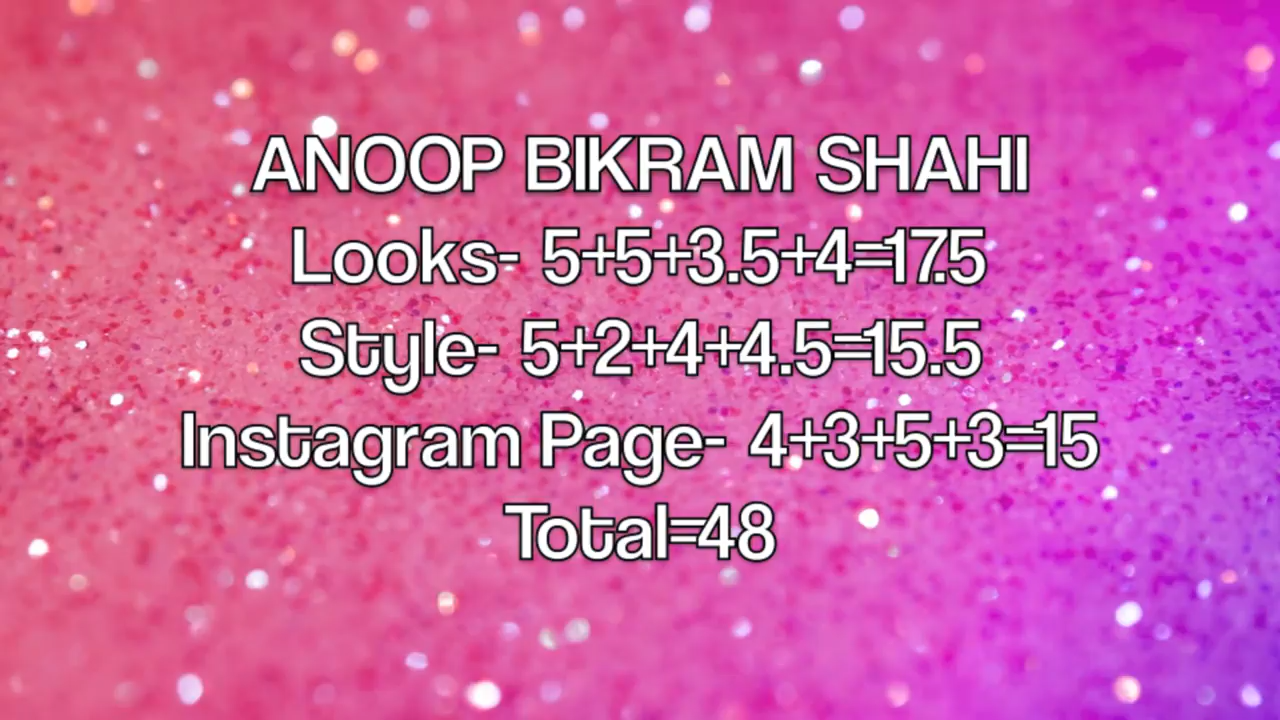 ANOOP BIKRAM SHAHI
Looks- 5+5+3.5+4=17.5
Style- 5+2+4+4.5=15.5
Instagram Page- 4+3+5+3=15
Total=48